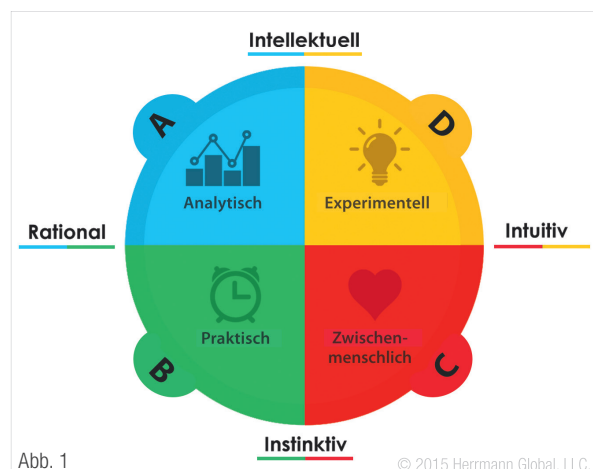 Intellektuell
A
D
Analytisch
Experimentell
Rational
Intuitiv
Praktisch
Zwischen-
menschlich
B
C
Instinktiv
Abb. 1
© 2015 Herrmann Global, LLC